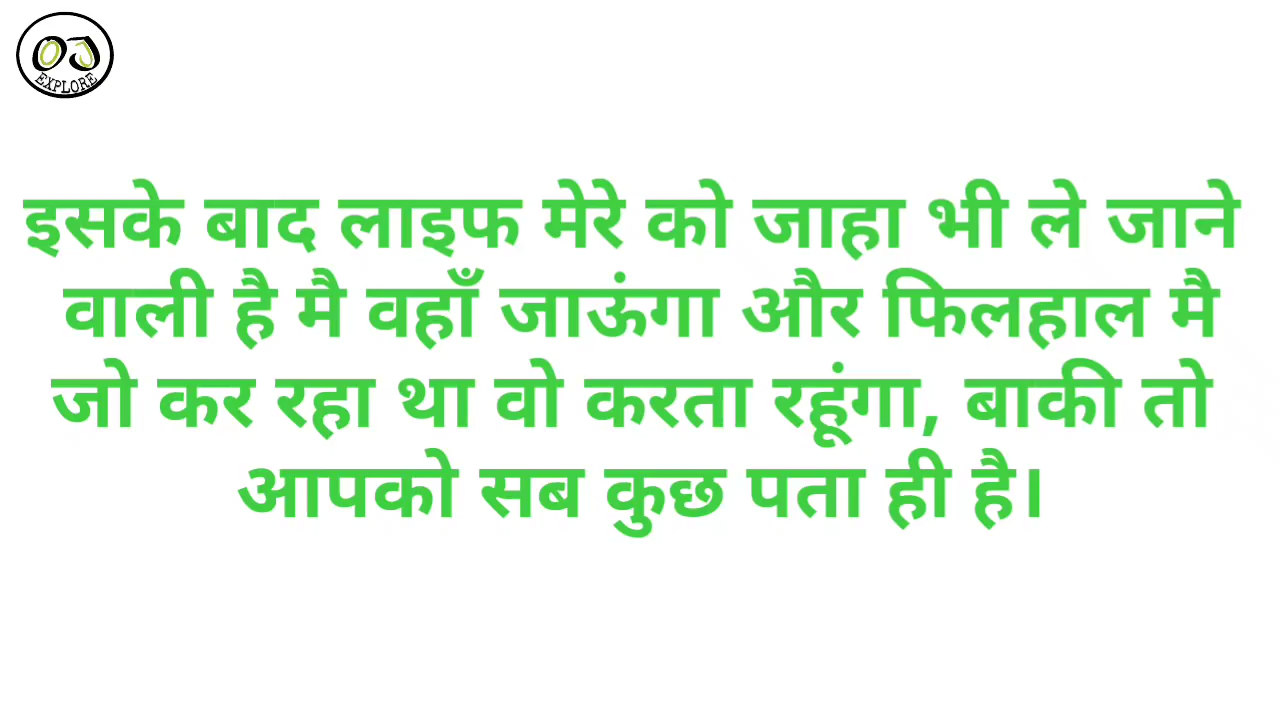 OJ
EXPLORE
इसके बाद लाइफ मेरे को जाहा भी ले जाने
वाली है मै वहाँ जाऊंगा और फिलहाल मै
जो कर रहा था वो करता रहूंगा, बाकी तो
आपको सब कुछ पता ही है।